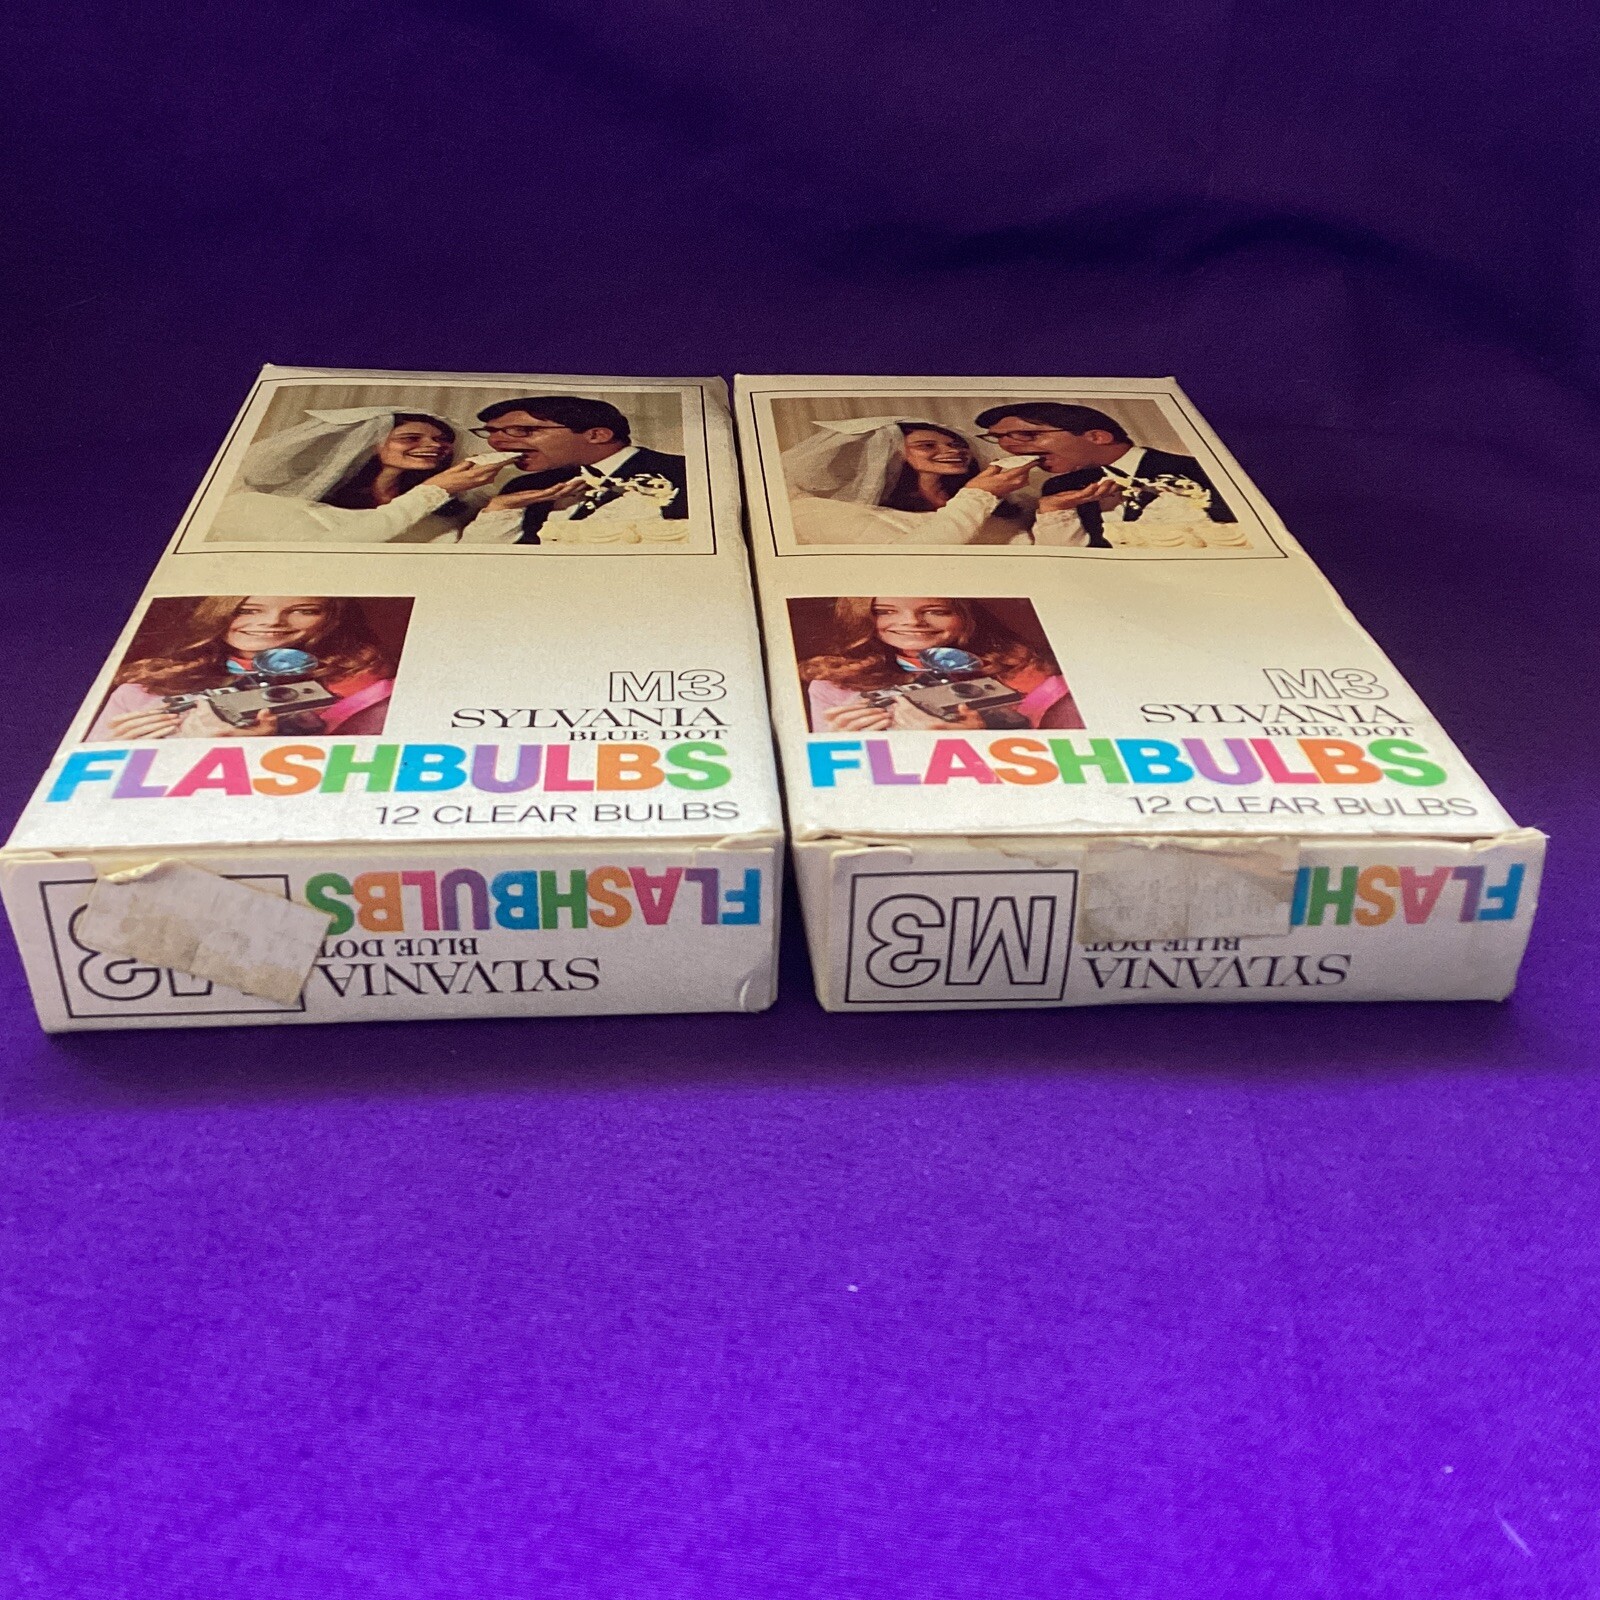 M3
SYLVANIA
BLUE DOT
FLASHBULBS
12 CLEAR BULBS
M3
SYLVANIA
BLUE DOT
FLASHBULBS
12 CLEAR BULBS
FLASHBULBS
SYLVANIA
BLUE DOT
M3
FLASH
SYLVANIA
BLUE DOT